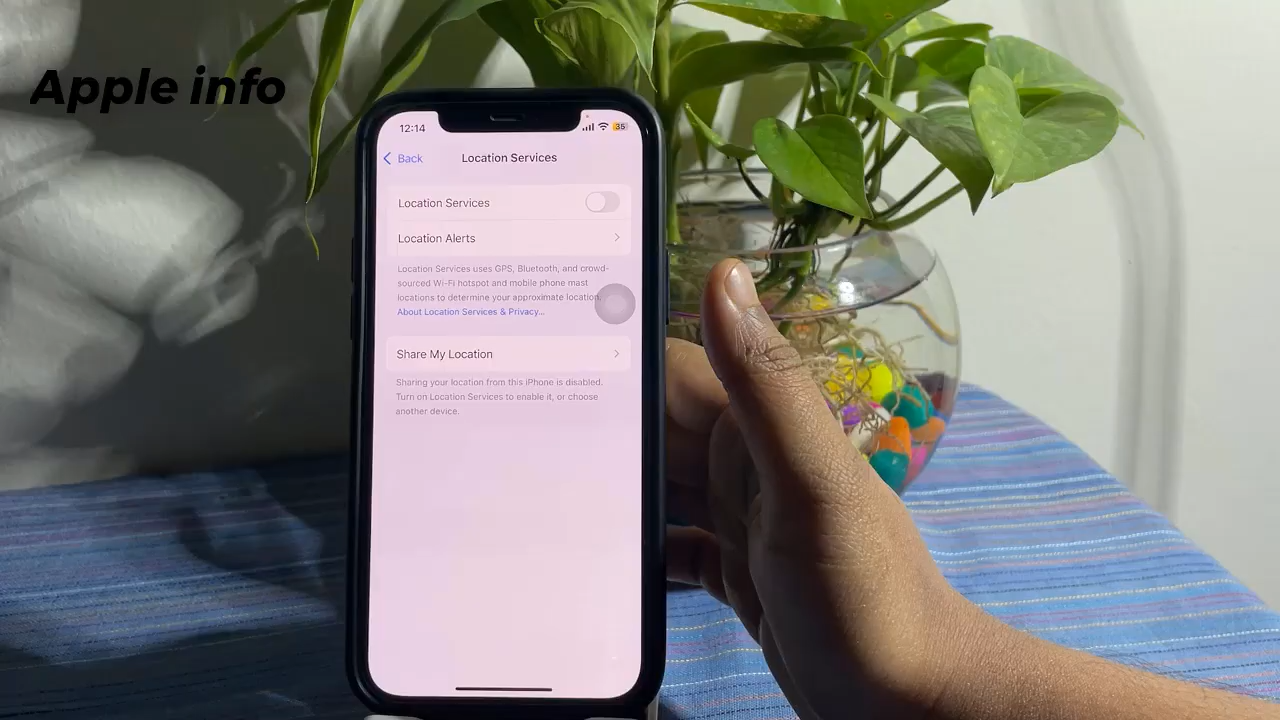 Apple info
12:14
35
Back
Location Services
Location Services
Location Alerts
Location Services uses GPS, Bluetooth, and crowd-
sourced Wi-Fi hotspot and mobile phone mast
locations to determine your approximate location.
About Location Services & Privacy...
Share My Location
Sharing your location from this iPhone is disabled.
Turn on Location Services to enable it, or choose
another device.